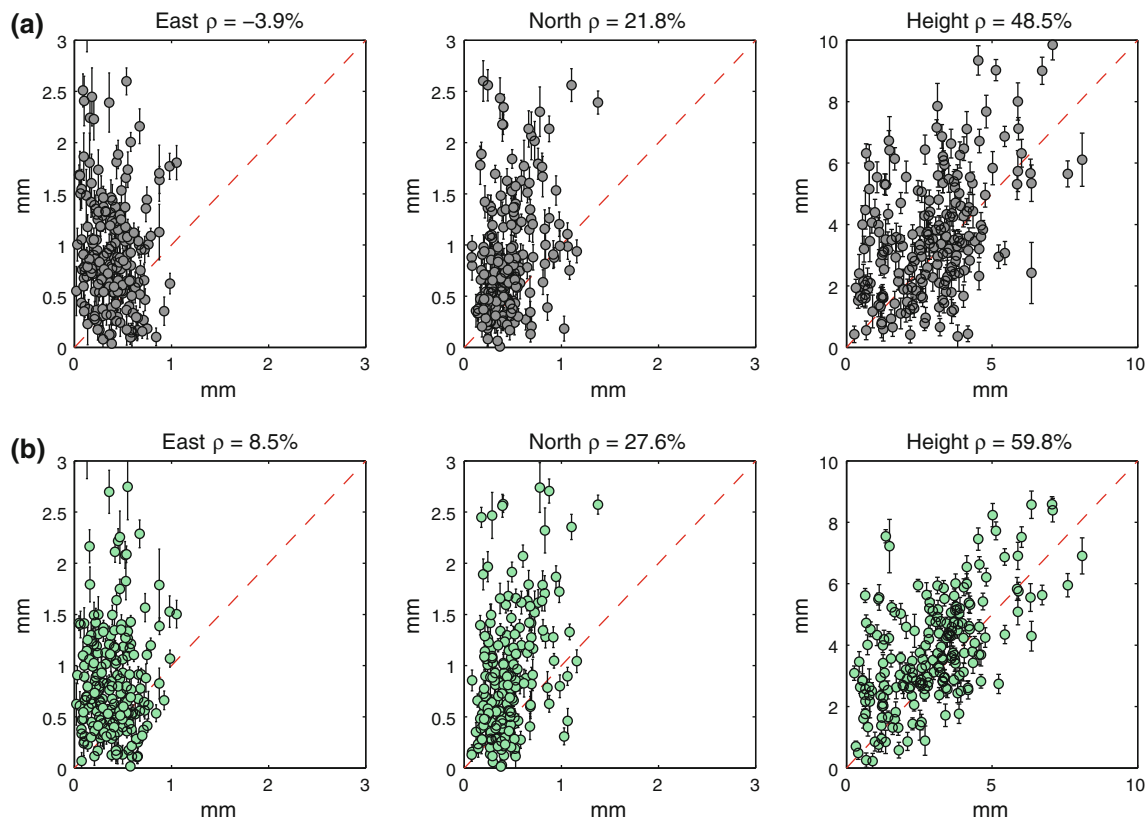 (a)
East ρ = −3.9%
North ρ = 21.8%
Height ρ = 48.5%
3
2.5
2
1.5
1
0.5
0
mm
0 1 2 3
mm
3
2.5
2
1.5
1
0.5
0
mm
0 1 2 3
mm
10
8
6
4
2
0
mm
0 5 10
mm
(b)
East ρ = 8.5%
North ρ = 27.6%
Height ρ = 59.8%
3
2.5
2
1.5
1
0.5
0
mm
0 1 2 3
mm
3
2.5
2
1.5
1
0.5
0
mm
0 1 2 3
mm
10
8
6
4
2
0
mm
0 5 10
mm